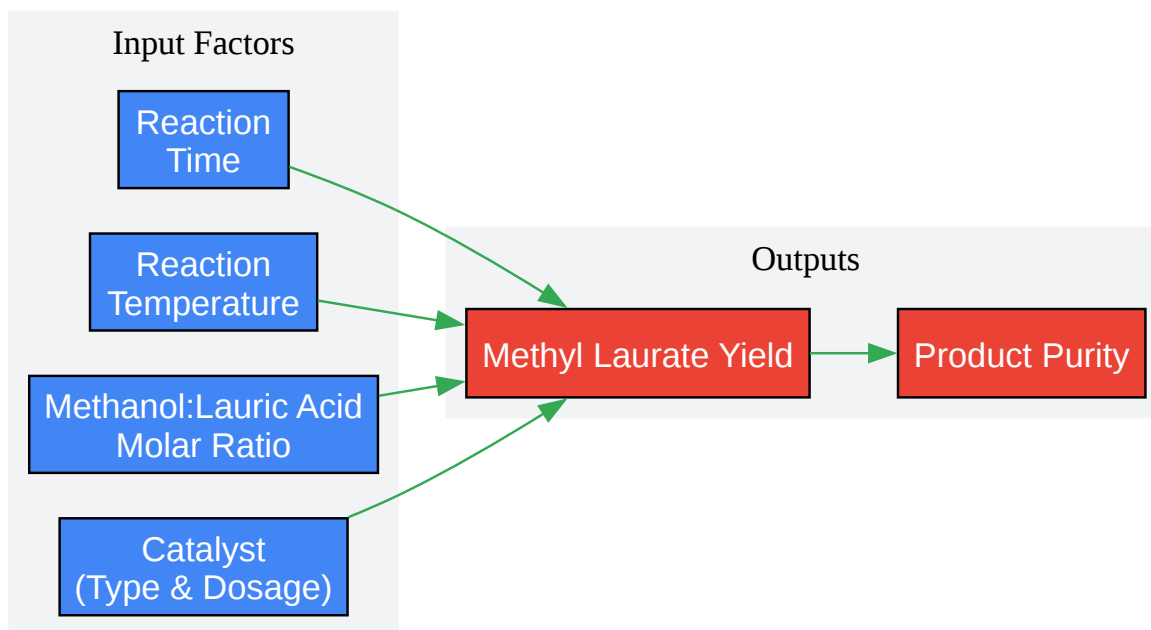 Input Factors
Reaction
Time
Reaction
Temperature
Methanol:Lauric Acid
Molar Ratio
Catalyst
(Type & Dosage)
Outputs
Methyl Laurate Yield
Product Purity